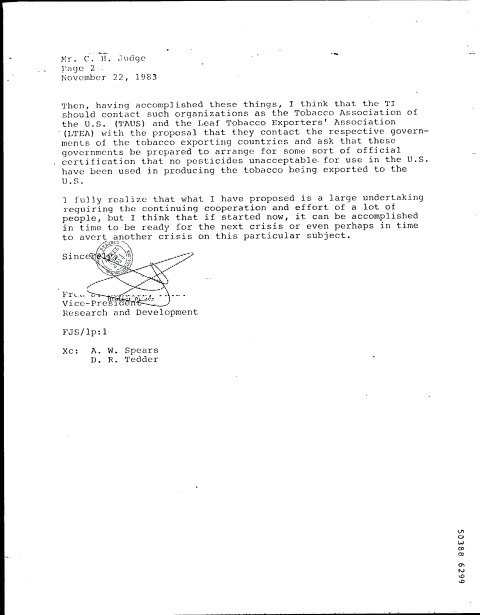 Mr. C. H. Judge
Page 2
November 22, 1983
Then, having accomplished these things, I think that the TI
should contact such organizations as the Tobacco Association of
the U.S. (TAUS) and the Leaf Tobacco Exporters' Association
(LTEA) with the proposal that they contact the respective govern-
ments of the tobacco exporting countries and ask that these
governments be prepared to arrange for some sort of official
certification that no pesticides unacceptable for use in the U.S.
have been used in producing the tobacco being exported to the
U.S.
I fully realize that what I have proposed is a large undertaking
requiring the continuing cooperation and effort of a lot of
people, but I think that if started now, it can be accomplished
in time to be ready for the next crisis or even perhaps in time
to avert another crisis on this particular subject.
Sincerely,
Vice-President
Research and Development
FJS/lp:1
Xc: A. W. Spears
D. R. Tedder
50388 6299